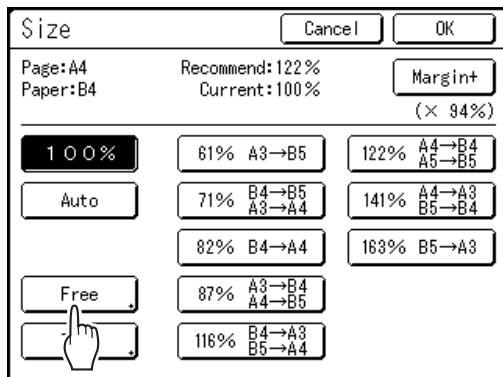 Size
Cancel
OK
Page:A4
Paper:B4
Recommend:122%
Current:100%
Margin+
(× 94%)
100%
Auto
Free
61% A3→B5
71% B4→B5
A3→A4
82% B4→A4
87% A3→B4
A4→B5
116% B4→A3
B5→A4
122% A4→B4
A5→B5
141% A4→A3
B5→B4
163% B5→A3